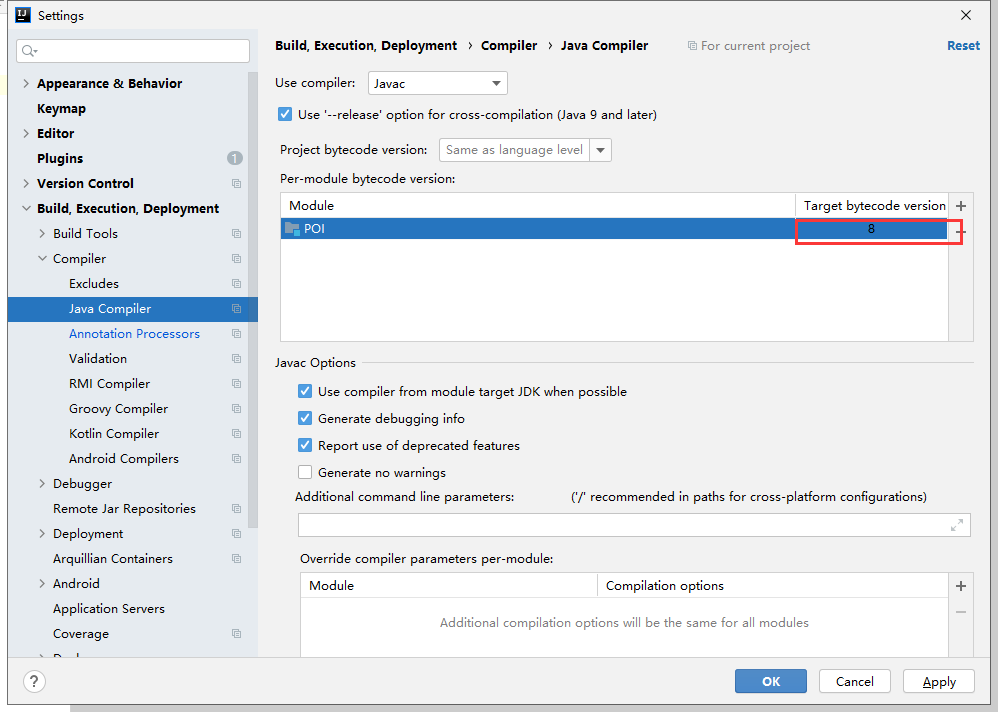 Settings
Appearance & Behavior
Keymap
Editor
Plugins
1
Version Control
Build, Execution, Deployment
Build Tools
Compiler
Excludes
Java Compiler
Annotation Processors
Validation
RMI Compiler
Groovy Compiler
Kotlin Compiler
Android Compilers
Debugger
Remote Jar Repositories
Deployment
Arquillian Containers
Android
Application Servers
Coverage
Build, Execution, Deployment › Compiler › Java Compiler
For current project
Reset
Use compiler: Javac
Use '--release' option for cross-compilation (Java 9 and later)
Project bytecode version: Same as language level
Per-module bytecode version:
Module Target bytecode version
POI 8
Javac Options
Use compiler from module target JDK when possible
Generate debugging info
Report use of deprecated features
Generate no warnings
Additional command line parameters: ('/' recommended in paths for cross-platform configurations)
Override compiler parameters per-module:
Module Compilation options
Additional compilation options will be the same for all modules
?
OK Cancel Apply